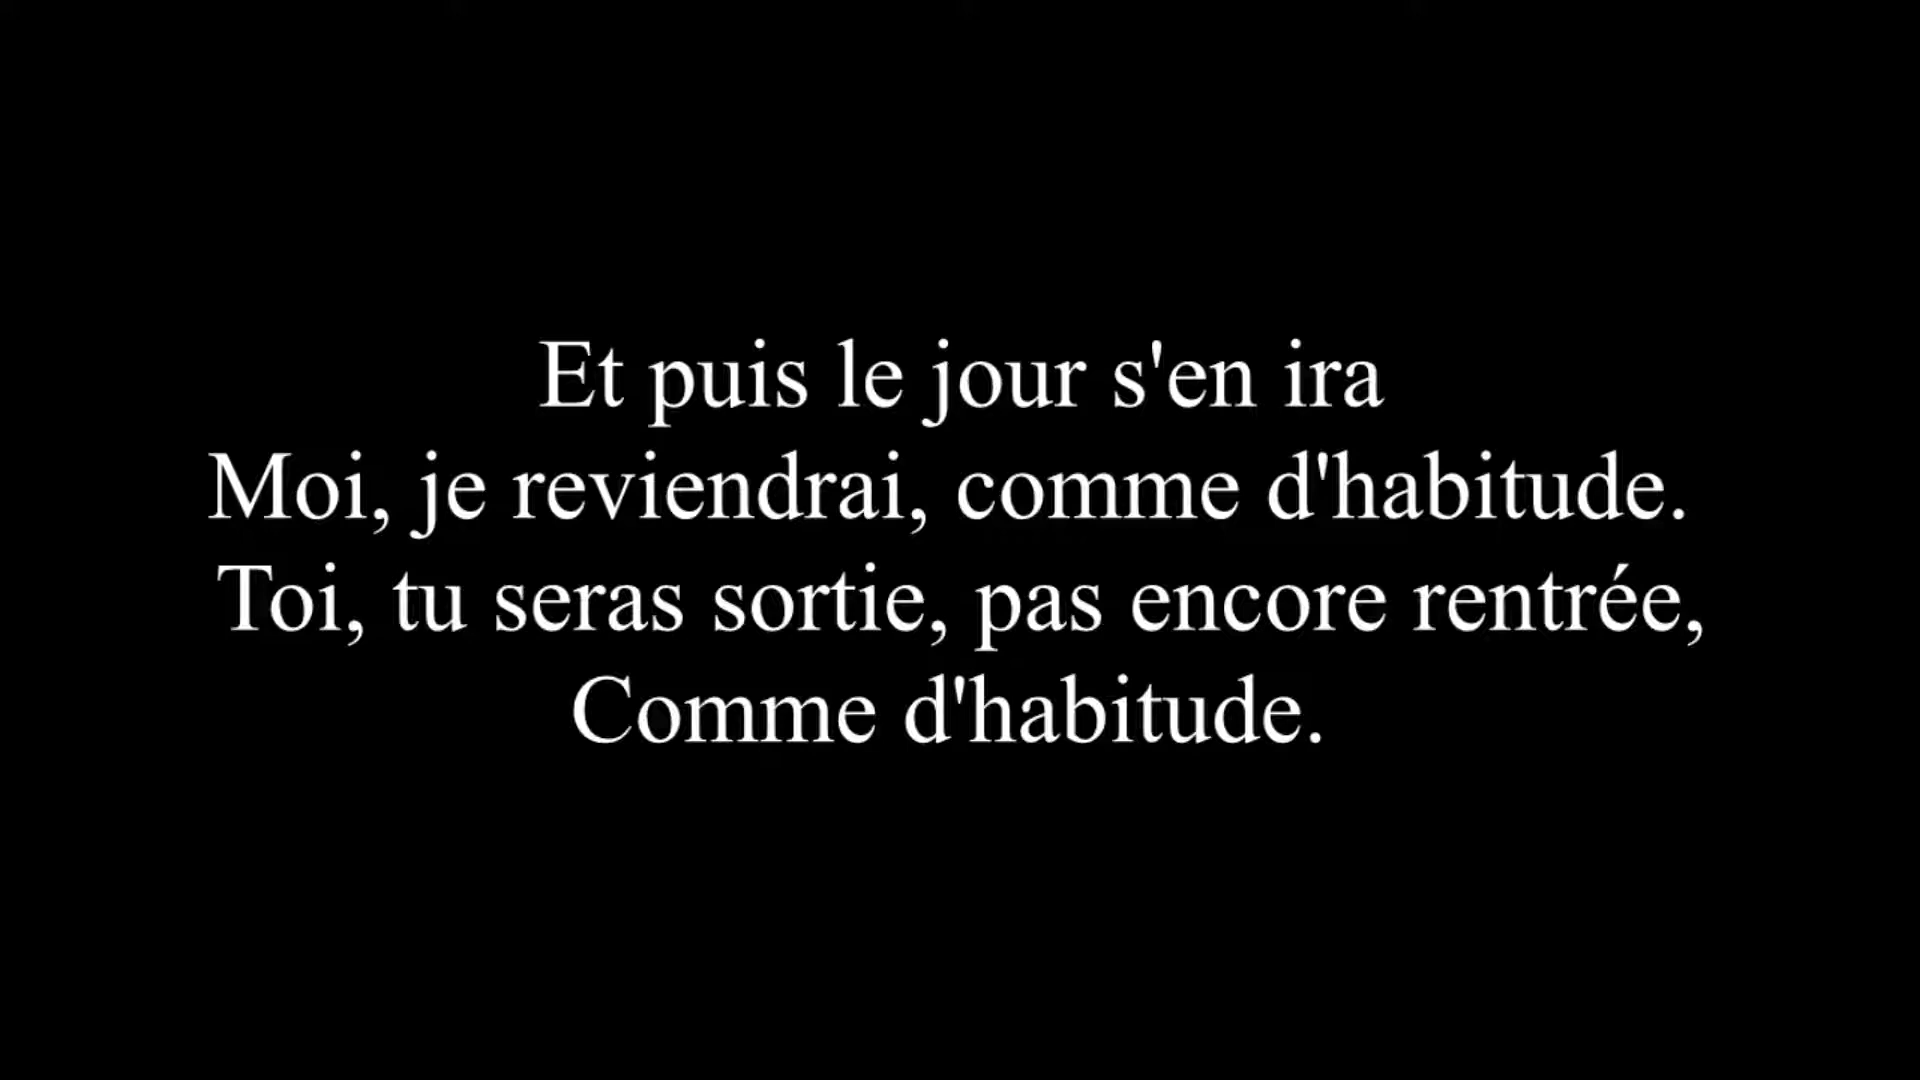 Et puis le jour s'en ira
Moi, je reviendrai, comme d'habitude.
Toi, tu seras sortie, pas encore rentrée,
Comme d'habitude.